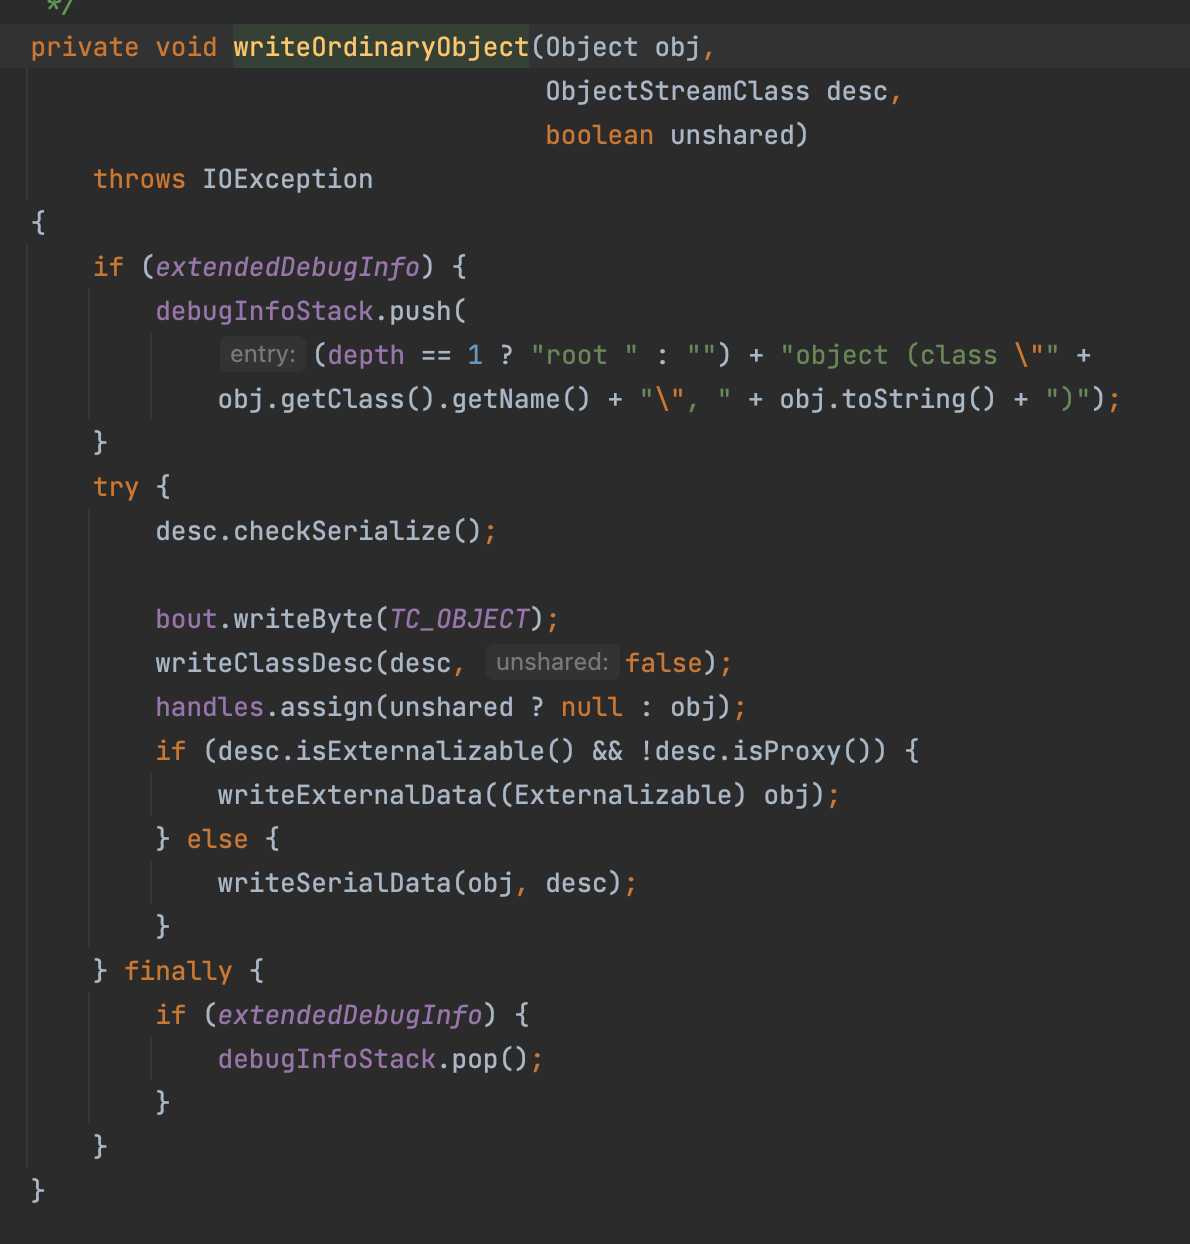 */
private void writeOrdinaryObject(Object obj,
ObjectStreamClass desc,
boolean unshared)
throws IOException
{
if (extendedDebugInfo) {
debugInfoStack.push(
entry: (depth == 1 ? "root " : "") + "object (class \"" +
obj.getClass().getName() + "\", " + obj.toString() + ")");
}
try {
desc.checkSerialize();
bout.writeByte(TC_OBJECT);
writeClassDesc(desc, unshared: false);
handles.assign(unshared ? null : obj);
if (desc.isExternalizable() && !desc.isProxy()) {
writeExternalData((Externalizable) obj);
} else {
writeSerialData(obj, desc);
}
} finally {
if (extendedDebugInfo) {
debugInfoStack.pop();
}
}
}